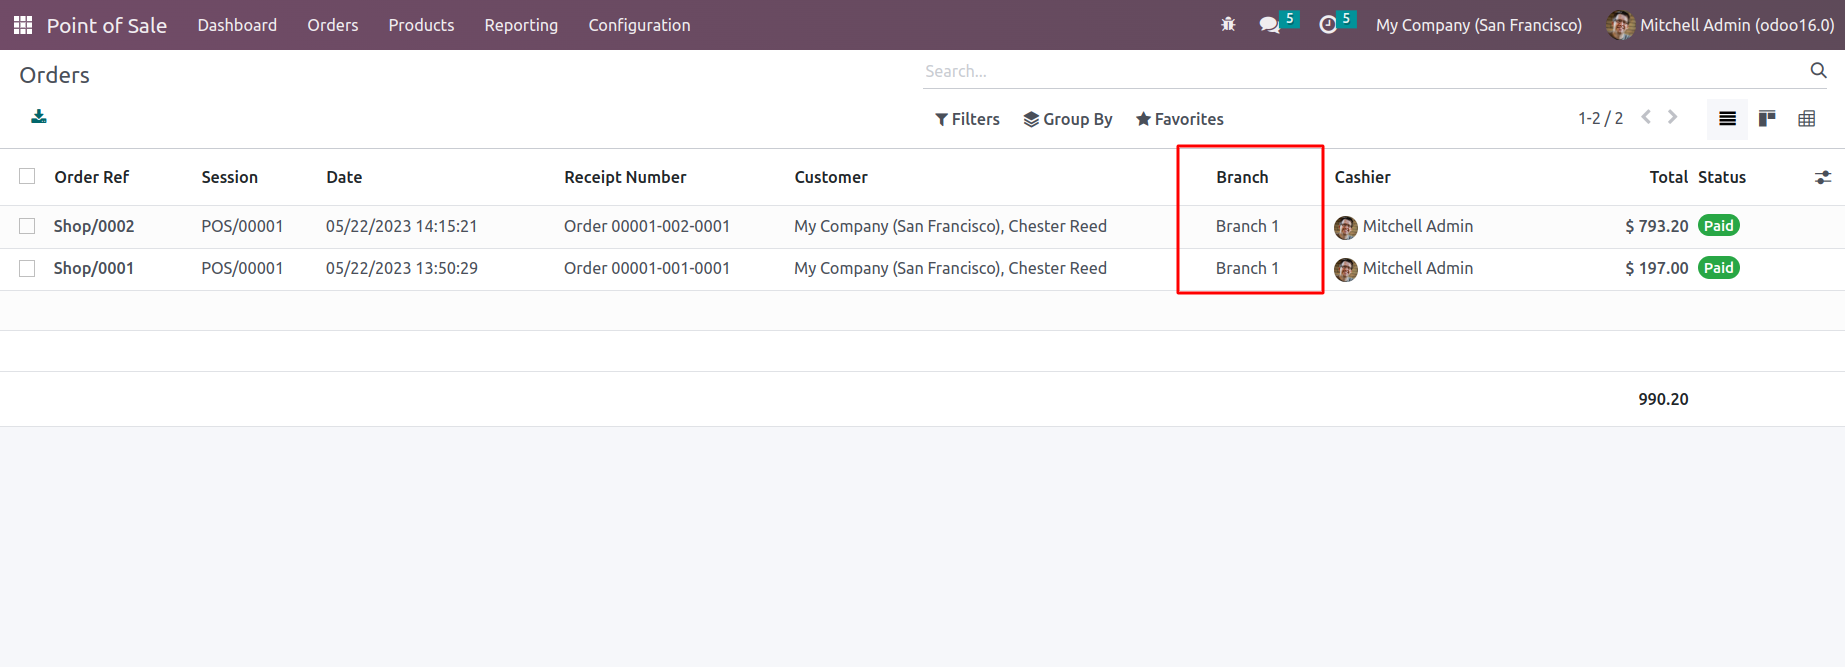 Point of Sale Dashboard Orders Products Reporting Configuration 5 5 My Company (San Francisco) Mitchell Admin (odoo16.0)
Orders Search...
Filters Group By Favorites 1-2 / 2
Order Ref Session Date Receipt Number Customer Branch Cashier Total Status
Shop/0002 POS/00001 05/22/2023 14:15:21 Order 00001-002-0001 My Company (San Francisco), Chester Reed Branch 1 Mitchell Admin $ 793.20 Paid
Shop/0001 POS/00001 05/22/2023 13:50:29 Order 00001-001-0001 My Company (San Francisco), Chester Reed Branch 1 Mitchell Admin $ 197.00 Paid
990.20